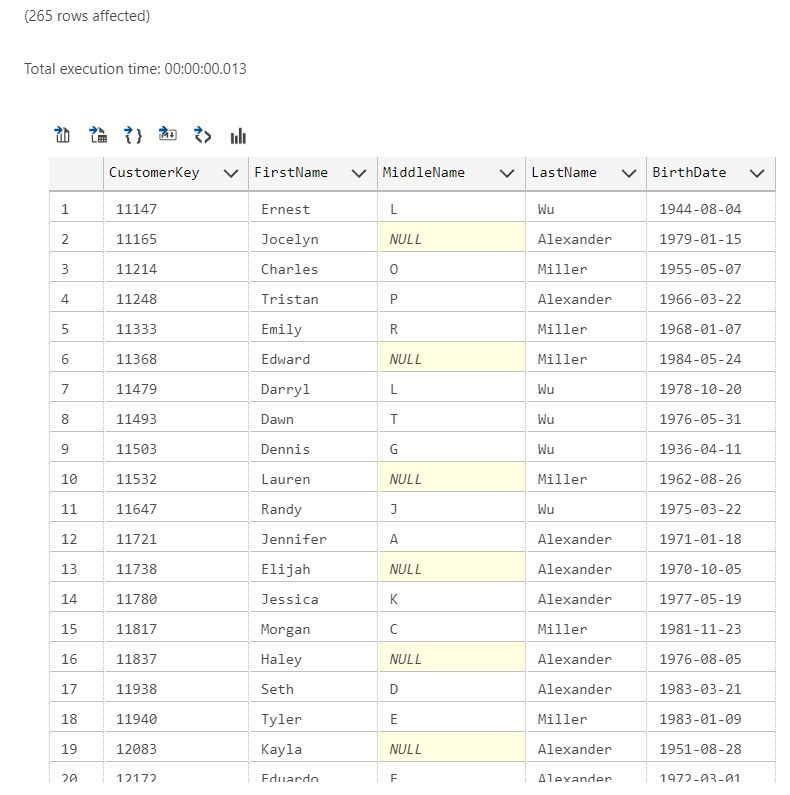 (265 rows affected)
Total execution time: 00:00:00.013
CustomerKey FirstName MiddleName LastName BirthDate
1 11147 Ernest L Wu 1944-08-04
2 11165 Jocelyn NULL Alexander 1979-01-15
3 11214 Charles O Miller 1955-05-07
4 11248 Tristan P Alexander 1966-03-22
5 11333 Emily R Miller 1968-01-07
6 11368 Edward NULL Miller 1984-05-24
7 11479 Darryl L Wu 1978-10-20
8 11493 Dawn T Wu 1976-05-31
9 11503 Dennis G Wu 1936-04-11
10 11532 Lauren NULL Miller 1962-08-26
11 11647 Randy J Wu 1975-03-22
12 11721 Jennifer A Alexander 1971-01-18
13 11738 Elijah NULL Alexander 1970-10-05
14 11780 Jessica K Alexander 1977-05-19
15 11817 Morgan C Miller 1981-11-23
16 11837 Haley NULL Alexander 1976-08-05
17 11938 Seth D Alexander 1983-03-21
18 11940 Tyler E Miller 1983-01-09
19 12083 Kayla NULL Alexander 1951-08-28
20 12172 Eduardo Alexander 1972-03-01